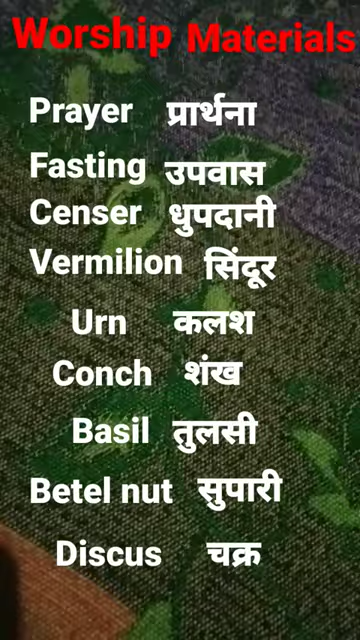 Worship Materials
Prayer प्रार्थना
Fasting उपवास
Censer धुपदानी
Vermilion सिंदूर
Urn कलश
Conch शंख
Basil तुलसी
Betel nut सुपारी
Discus चक्र